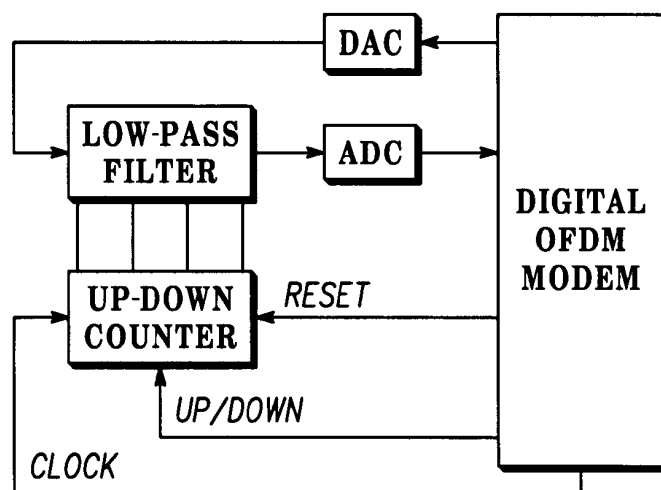 DAC
LOW-PASS
FILTER
ADC
DIGITAL
OFDM
MODEM
UP-DOWN
COUNTER
RESET
UP/DOWN
CLOCK